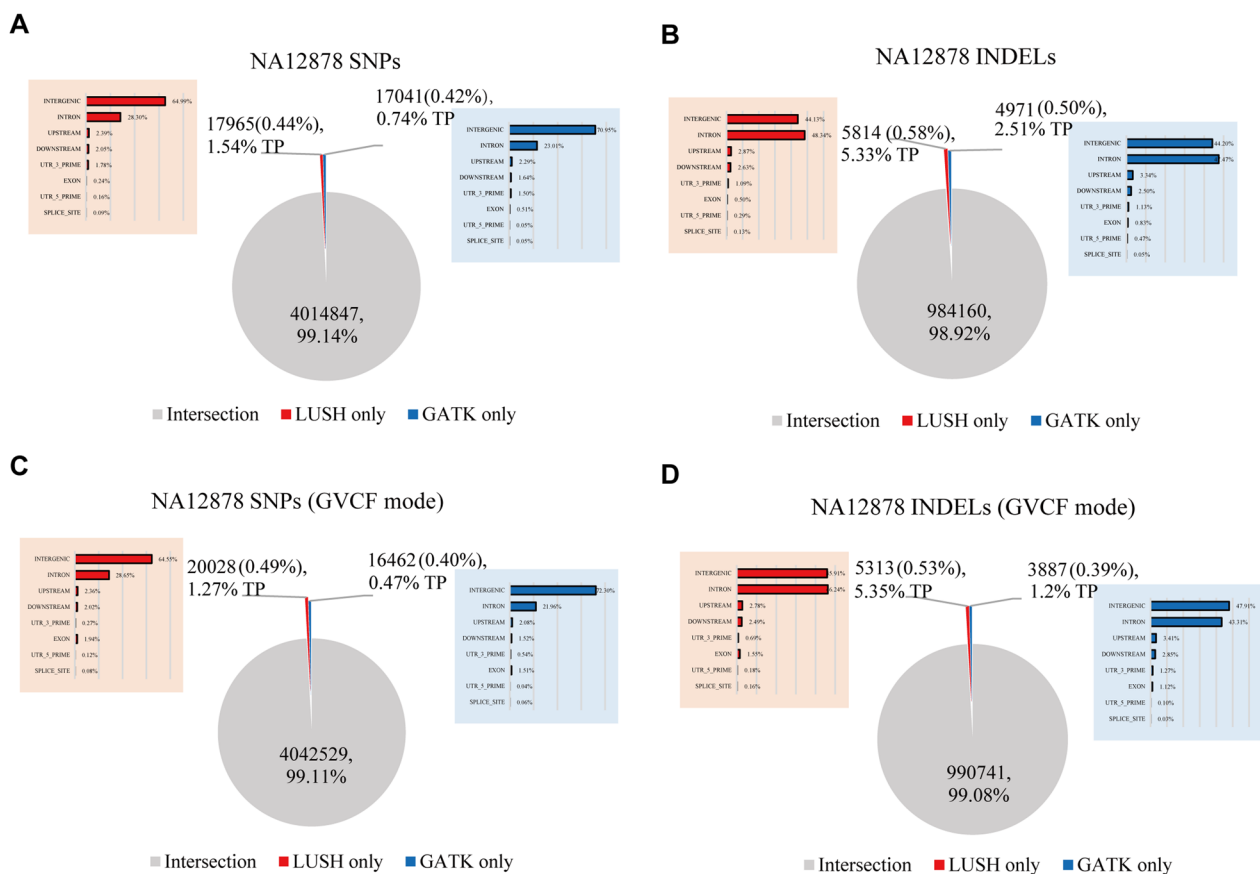 A
NA12878 SNPs
INTERGENIC 64.99%
INTRON 28.30%
UPSTREAM 2.39%
DOWNSTREAM 2.05%
UTR_3_PRIME 1.78%
EXON 0.24%
UTR_5_PRIME 0.16%
SPLICE_SITE 0.09%
17965(0.44%),
1.54% TP
17041(0.42%),
0.74% TP
INTERGENIC 70.95%
INTRON 23.01%
UPSTREAM 2.29%
DOWNSTREAM 1.64%
UTR_3_PRIME 1.50%
EXON 0.51%
UTR_5_PRIME 0.05%
SPLICE_SITE 0.05%
4014847,
99.14%
Intersection LUSH only GATK only
B
NA12878 INDELs
INTERGENIC 44.13%
INTRON 48.34%
UPSTREAM 2.87%
DOWNSTREAM 2.63%
UTR_3_PRIME 1.09%
EXON 0.50%
UTR_5_PRIME 0.29%
SPLICE_SITE 0.13%
5814 (0.58%),
5.33% TP
4971 (0.50%)
2.51% TP
INTERGENIC 44.20%
INTRON 47%
UPSTREAM 3.34%
DOWNSTREAM 2.50%
UTR_3_PRIME 1.13%
EXON 0.83%
UTR_5_PRIME 0.47%
SPLICE_SITE 0.05%
984160,
98.92%
Intersection LUSH only GATK only
C
NA12878 SNPs (GVCF mode)
INTERGENIC 64.55%
INTRON 28.65%
UPSTREAM 2.36%
DOWNSTREAM 2.02%
UTR_3_PRIME 0.27%
EXON 1.94%
UTR_5_PRIME 0.12%
SPLICE_SITE 0.08%
20028 (0.49%),
1.27% TP
16462 (0.40%),
0.47% TP
INTERGENIC 72.30%
INTRON 21.96%
UPSTREAM 2.08%
DOWNSTREAM 1.52%
UTR_3_PRIME 0.54%
EXON 1.51%
UTR_5_PRIME 0.04%
SPLICE_SITE 0.06%
4042529,
99.11%
Intersection LUSH only GATK only
D
NA12878 INDELs (GVCF mode)
INTERGENIC 5.91%
INTRON 6.24%
UPSTREAM 2.78%
DOWNSTREAM 2.49%
UTR_3_PRIME 0.69%
EXON 1.55%
UTR_5_PRIME 0.18%
SPLICE_SITE 0.16%
5313 (0.53%),
5.35% TP
3887 (0.39%),
1.2% TP
INTERGENIC 47.91%
INTRON 43.31%
UPSTREAM 3.41%
DOWNSTREAM 2.85%
UTR_3_PRIME 1.27%
EXON 1.12%
UTR_5_PRIME 0.10%
SPLICE_SITE 0.03%
990741,
99.08%
Intersection LUSH only GATK only